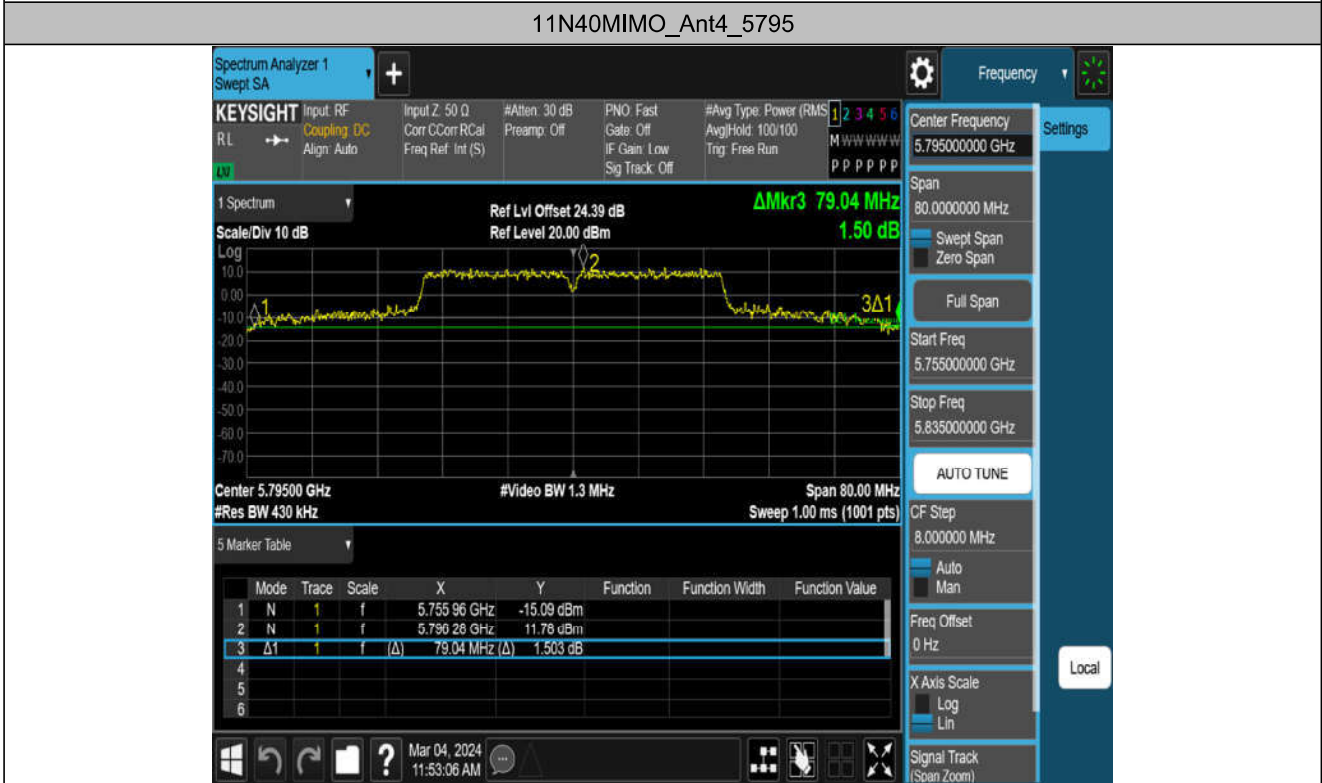 11N40MIMO_Ant4_5795
Spectrum Analyzer 1
Swept SA
+
Frequency
KEYSIGHT Input: RF
RL
Coupling: DC
Align: Auto
LXI
Input Z: 50 Ω
Corr CCorr RCal
Freq Ref: Int (S)
#Atten: 30 dB
Preamp: Off
PNO: Fast
Gate: Off
IF Gain: Low
Sig Track: Off
#Avg Type: Power (RMS
Avg|Hold: 100/100
Trig: Free Run
1 2 3 4 5 6
M W W W W W
P P P P P P
Center Frequency
5.795000000 GHz
Settings
1 Spectrum
Scale/Div 10 dB
Ref Lvl Offset 24.39 dB
Ref Level 20.00 dBm
ΔMkr3 79.04 MHz
1.50 dB
Log
10.0
0.00
-10.0
-20.0
-30.0
-40.0
-50.0
-60.0
-70.0
1
2
3Δ1
Center 5.79500 GHz
#Res BW 430 kHz
#Video BW 1.3 MHz
Span 80.00 MHz
Sweep 1.00 ms (1001 pts)
Span
80.0000000 MHz
Swept Span
Zero Span
Full Span
Start Freq
5.755000000 GHz
Stop Freq
5.835000000 GHz
AUTO TUNE
CF Step
8.000000 MHz
Auto
Man
Freq Offset
0 Hz
X Axis Scale
Log
Lin
Signal Track
(Span Zoom)
Local
5 Marker Table
Mode Trace Scale X Y Function Function Width Function Value
1 N 1 f 5.755 96 GHz -15.09 dBm
2 N 1 f 5.796 28 GHz 11.78 dBm
3 Δ1 1 f (Δ) 79.04 MHz (Δ) 1.503 dB
4
5
6
?
Mar 04, 2024
11:53:06 AM